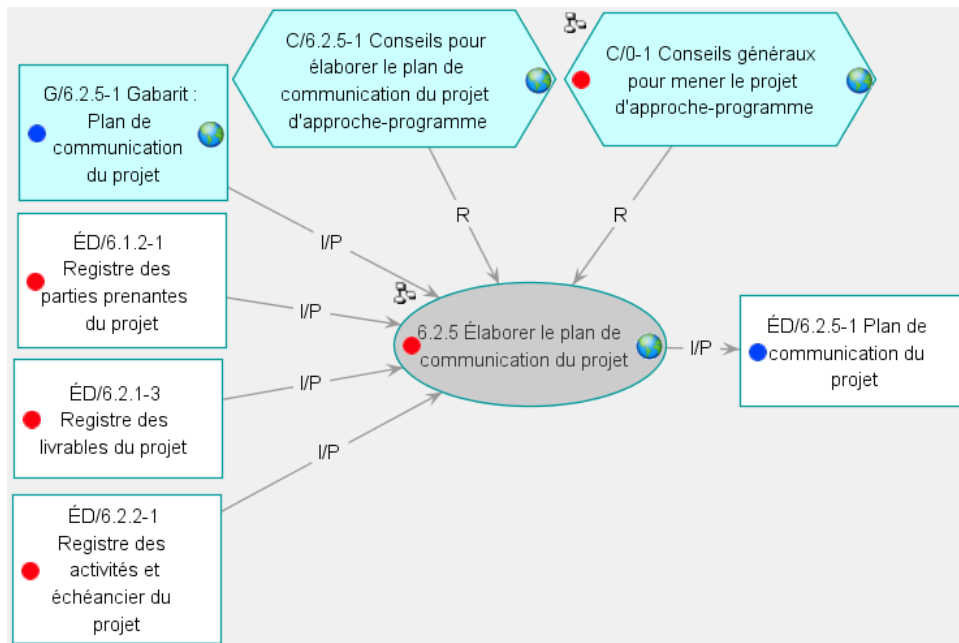 C/6.2.5-1 Conseils pour
élaborer le plan de
communication du projet
d'approche-programme
C/0-1 Conseils généraux
pour mener le projet
d'approche-programme
G/6.2.5-1 Gabarit :
Plan de
communication
du projet
R
R
I/P
ÉD/6.1.2-1
Registre des
parties prenantes
du projet
I/P
6.2.5 Élaborer le plan de
communication du projet
I/P
ÉD/6.2.5-1 Plan de
communication du
projet
ÉD/6.2.1-3
Registre des
livrables du projet
I/P
I/P
ÉD/6.2.2-1
Registre des
activités et
échéancier du
projet